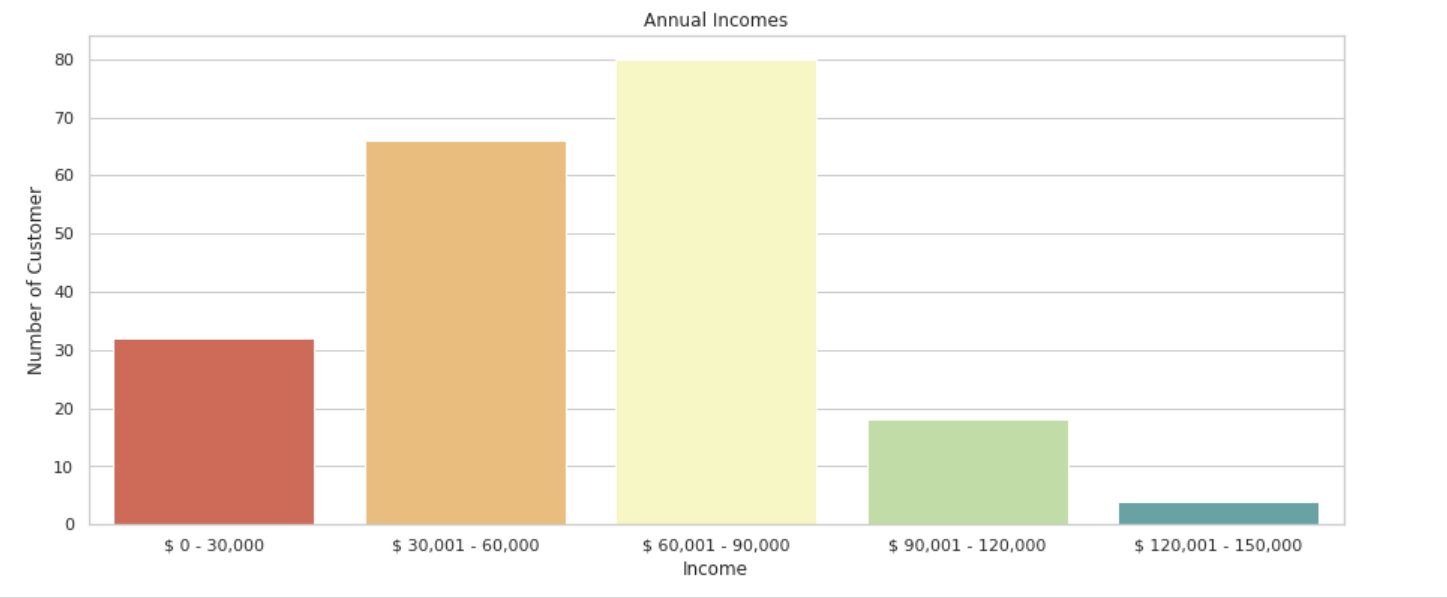 Annual Incomes
80
70
60
50
40
30
20
10
0
Number of Customer
$ 0 - 30,000
$ 30,001 - 60,000
$ 60,001 - 90,000
$ 90,001 - 120,000
$ 120,001 - 150,000
Income